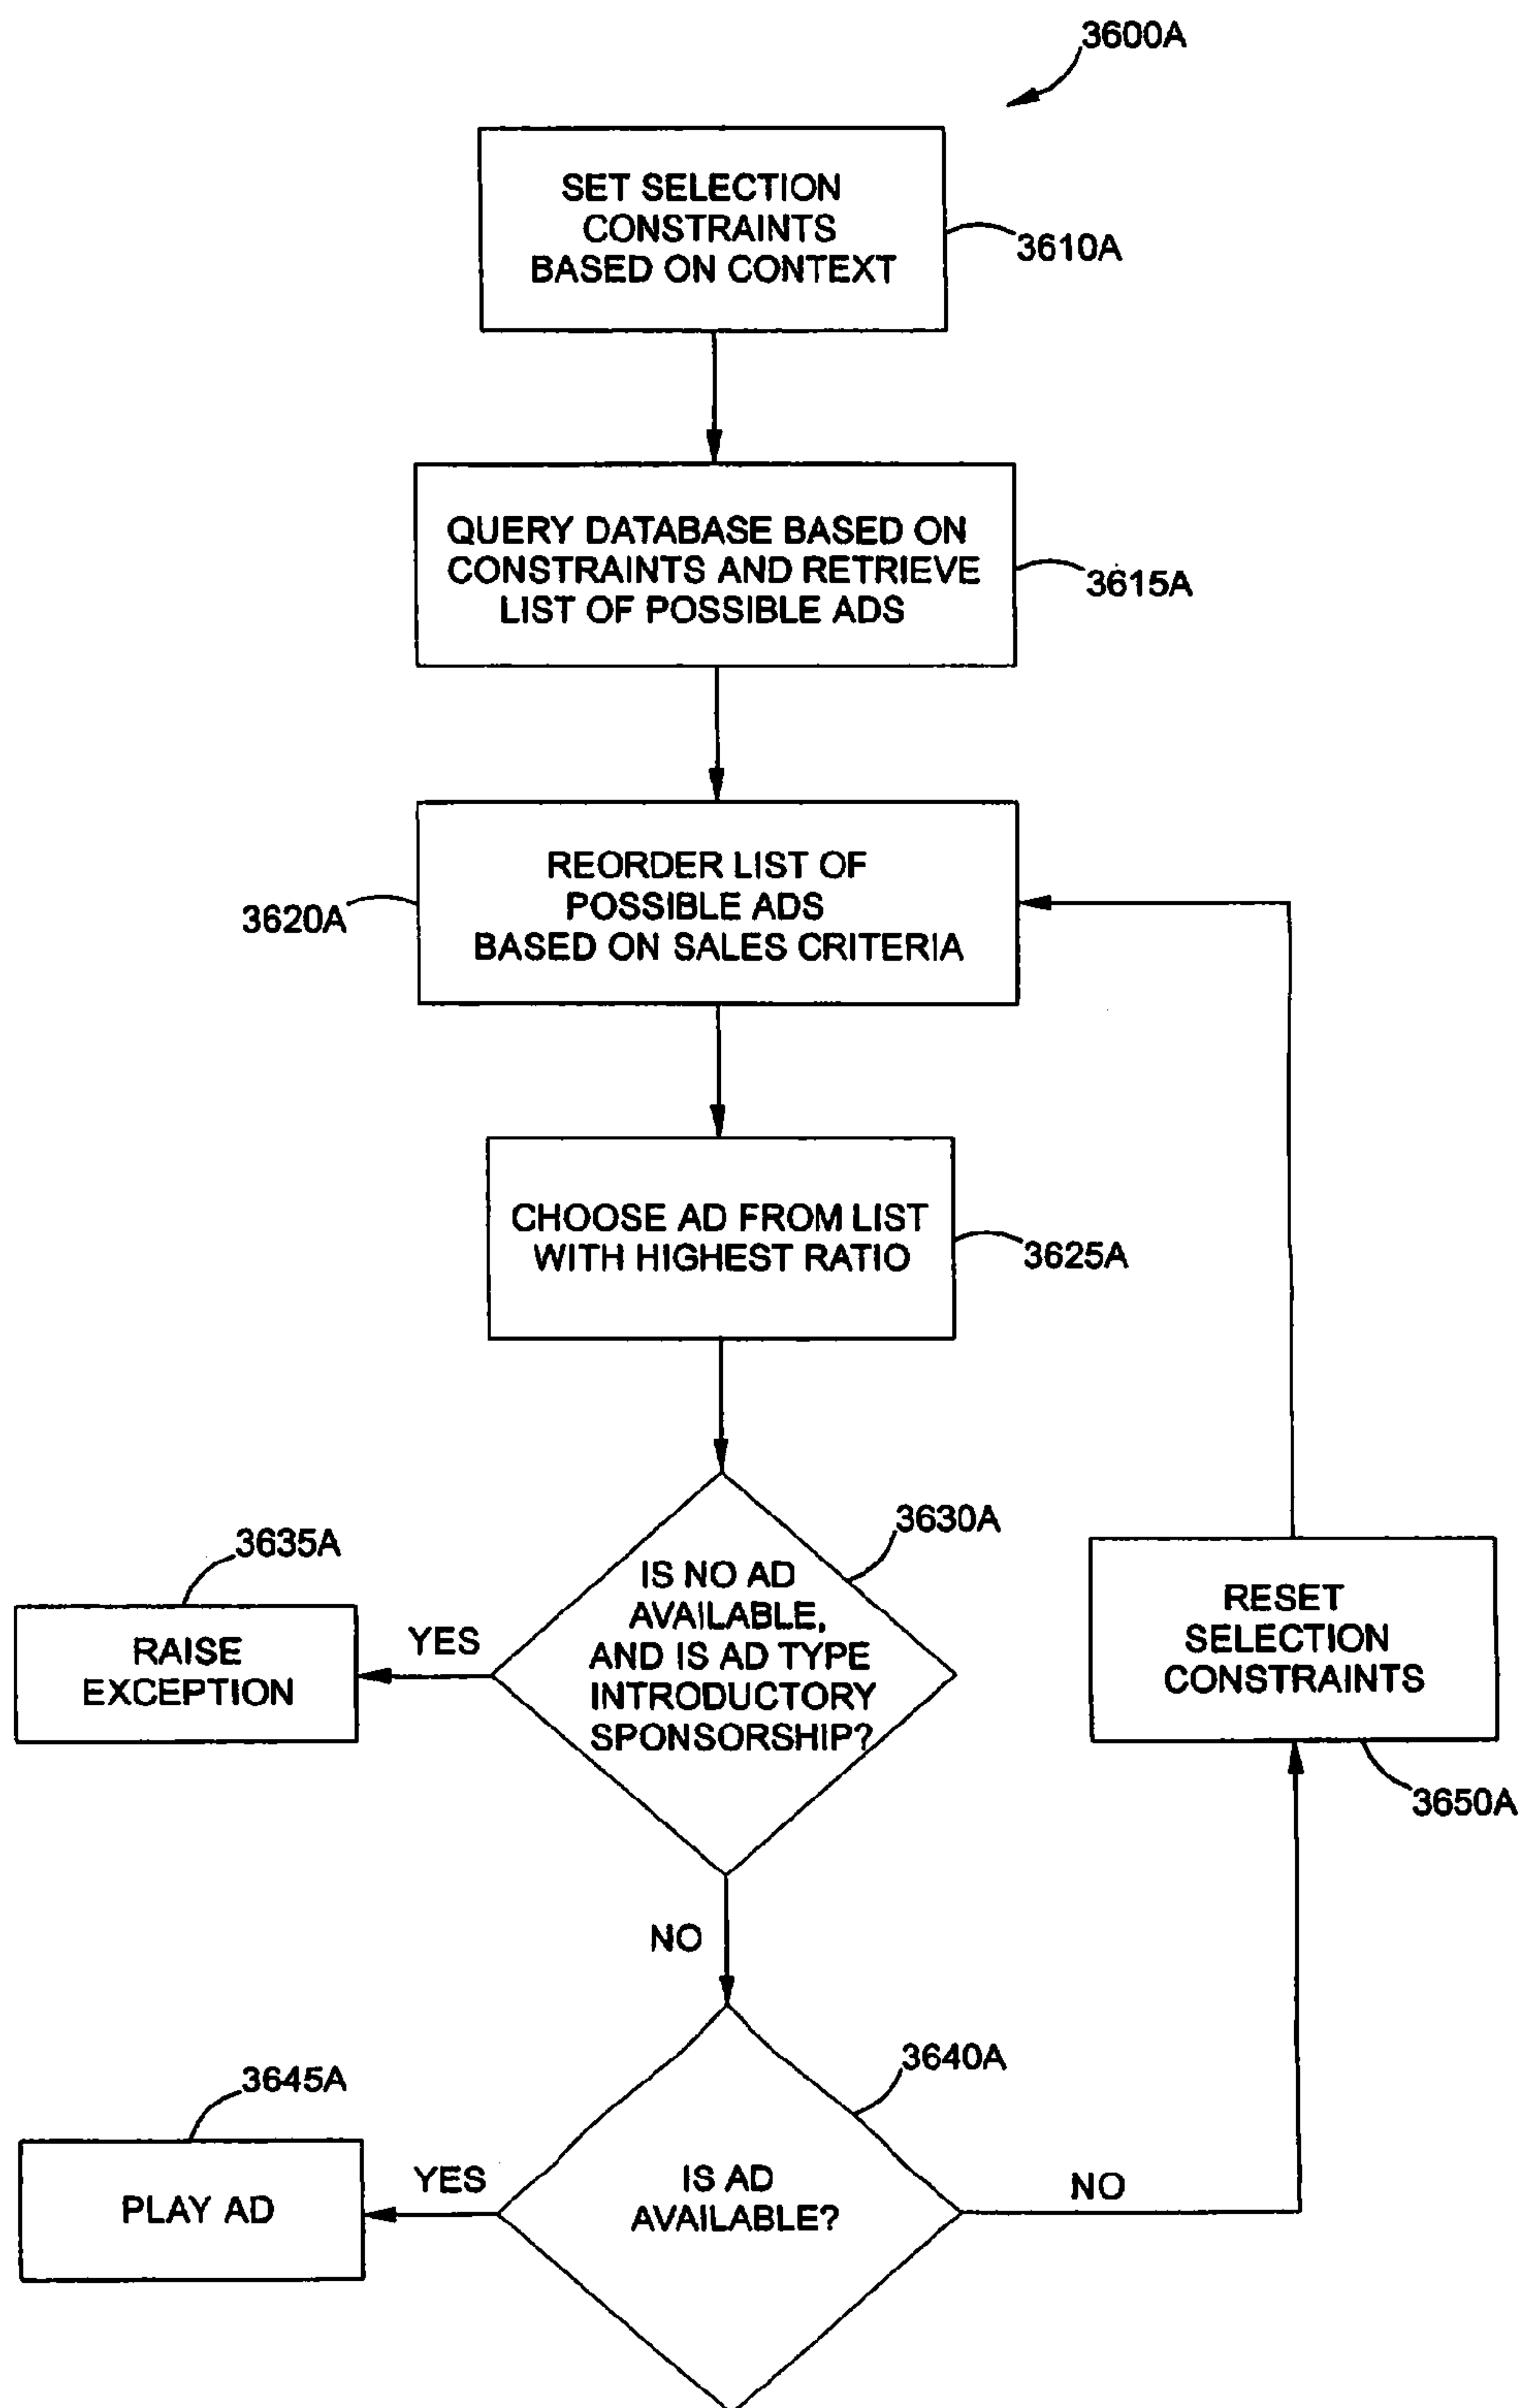 3600A
SET SELECTION
CONSTRAINTS
BASED ON CONTEXT
3610A
QUERY DATABASE BASED ON
CONSTRAINTS AND RETRIEVE
LIST OF POSSIBLE ADS
3615A
REORDER LIST OF
POSSIBLE ADS
BASED ON SALES CRITERIA
3620A
CHOOSE AD FROM LIST
WITH HIGHEST RATIO
3625A
3630A
IS NO AD
AVAILABLE,
AND IS AD TYPE
INTRODUCTORY
SPONSORSHIP?
YES
3635A
RAISE
EXCEPTION
RESET
SELECTION
CONSTRAINTS
3650A
NO
3640A
IS AD
AVAILABLE?
YES
NO
3645A
PLAY AD